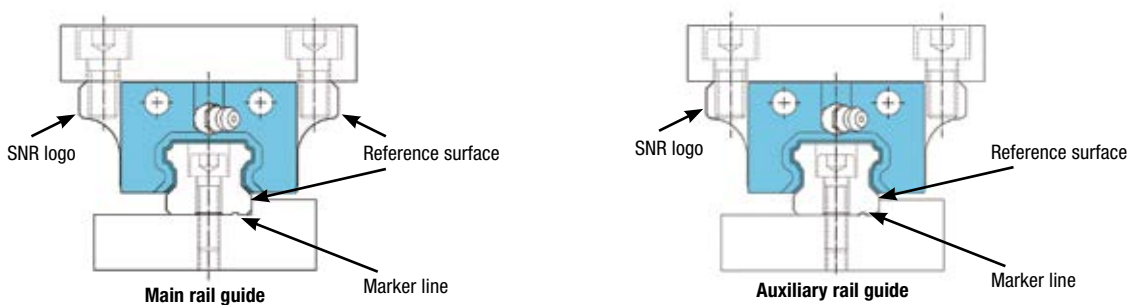 SNR logo
Reference surface
Marker line
Main rail guide
SNR logo
Reference surface
Marker line
Auxiliary rail guide